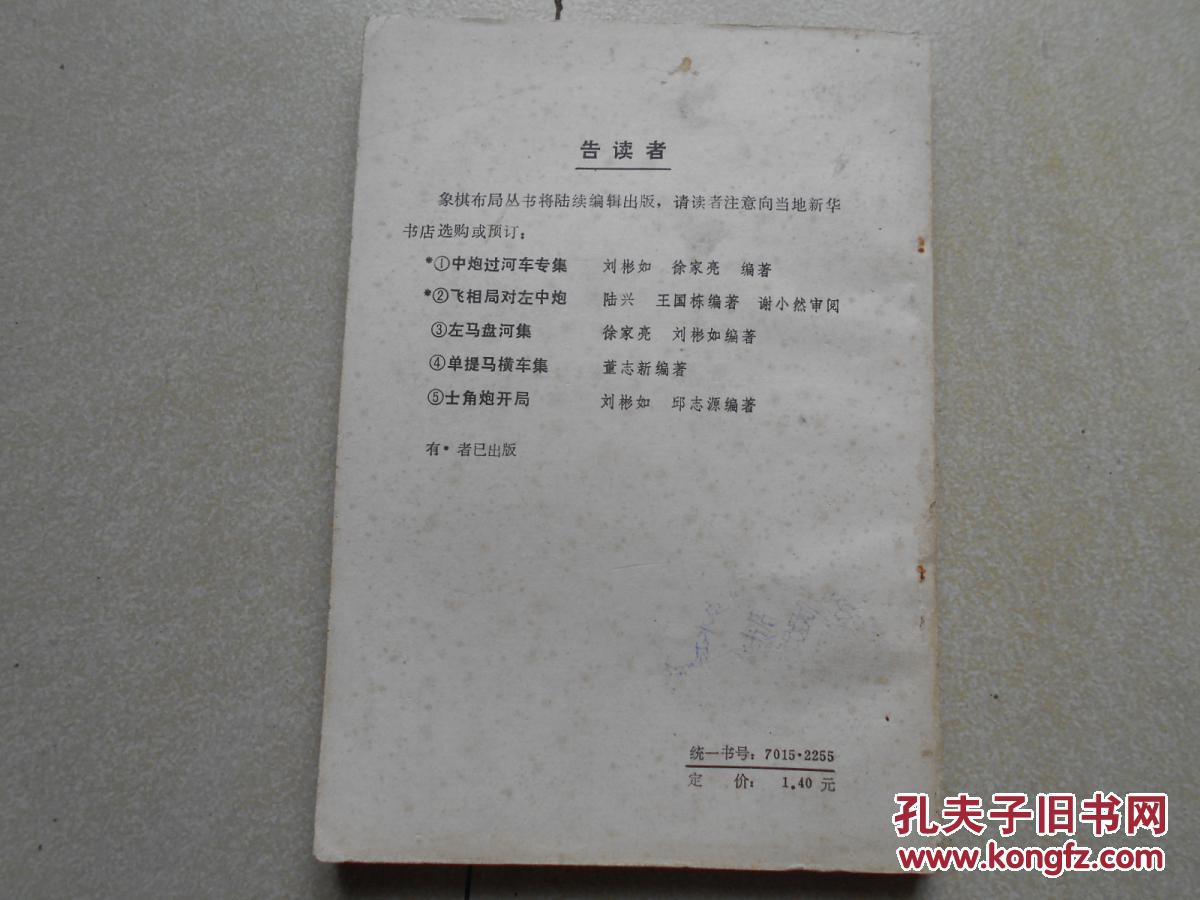 告读者
象棋布局丛书将陆续编辑出版，请读者注意向当地新华
书店选购或预订：
*①中炮过河车专集 刘彬如 徐家亮 编著
*②飞相局对左中炮 陆兴 王国栋编著 谢小然审阅
③左马盘河集 徐家亮 刘彬如编著
④单提马横车集 董志新编著
⑤士角炮开局 刘彬如 邱志源编著
有·者已出版
统一书号：7015·2255
定 价：1.40 元
孔夫子旧书网
www.kongfz.com